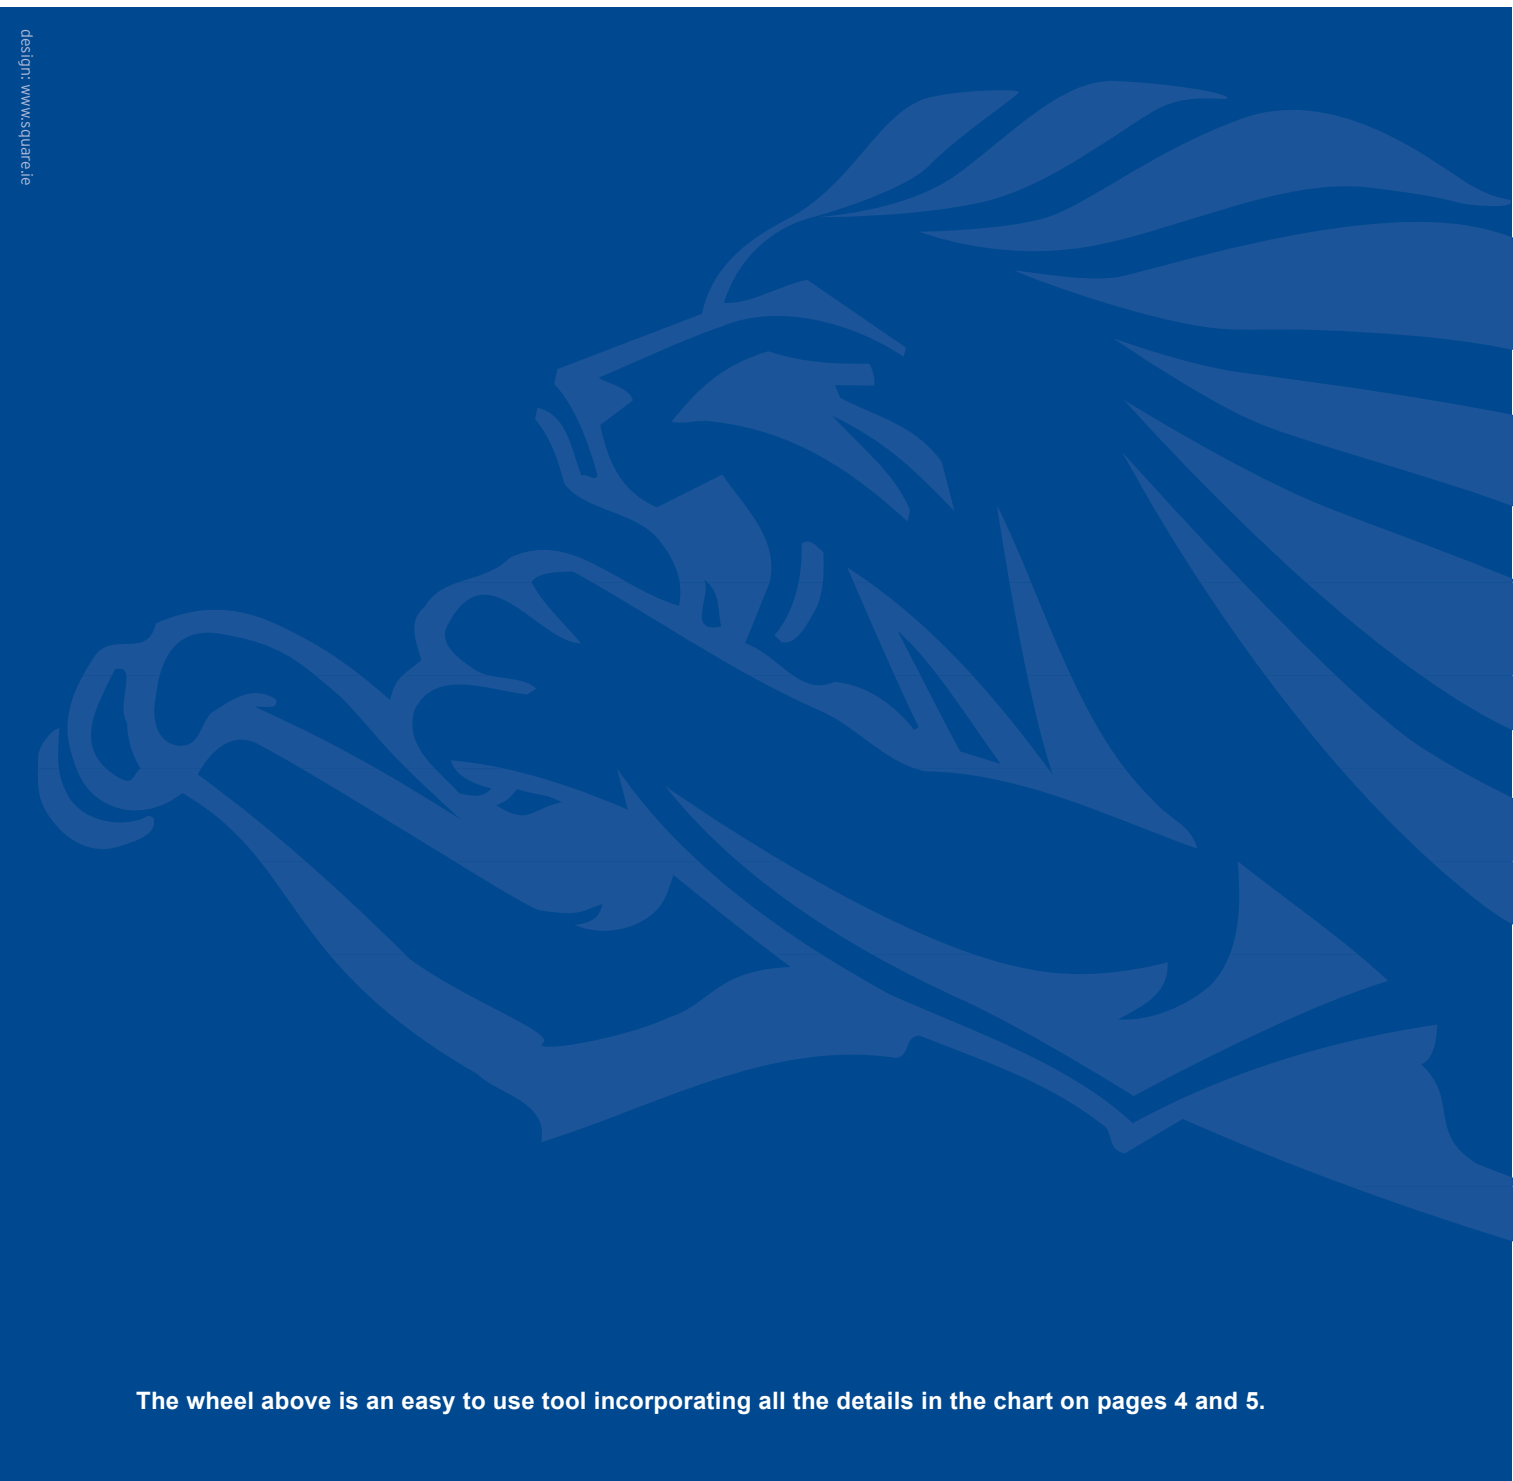 design: www.square.ie
The wheel above is an easy to use tool incorporating all the details in the chart on pages 4 and 5.